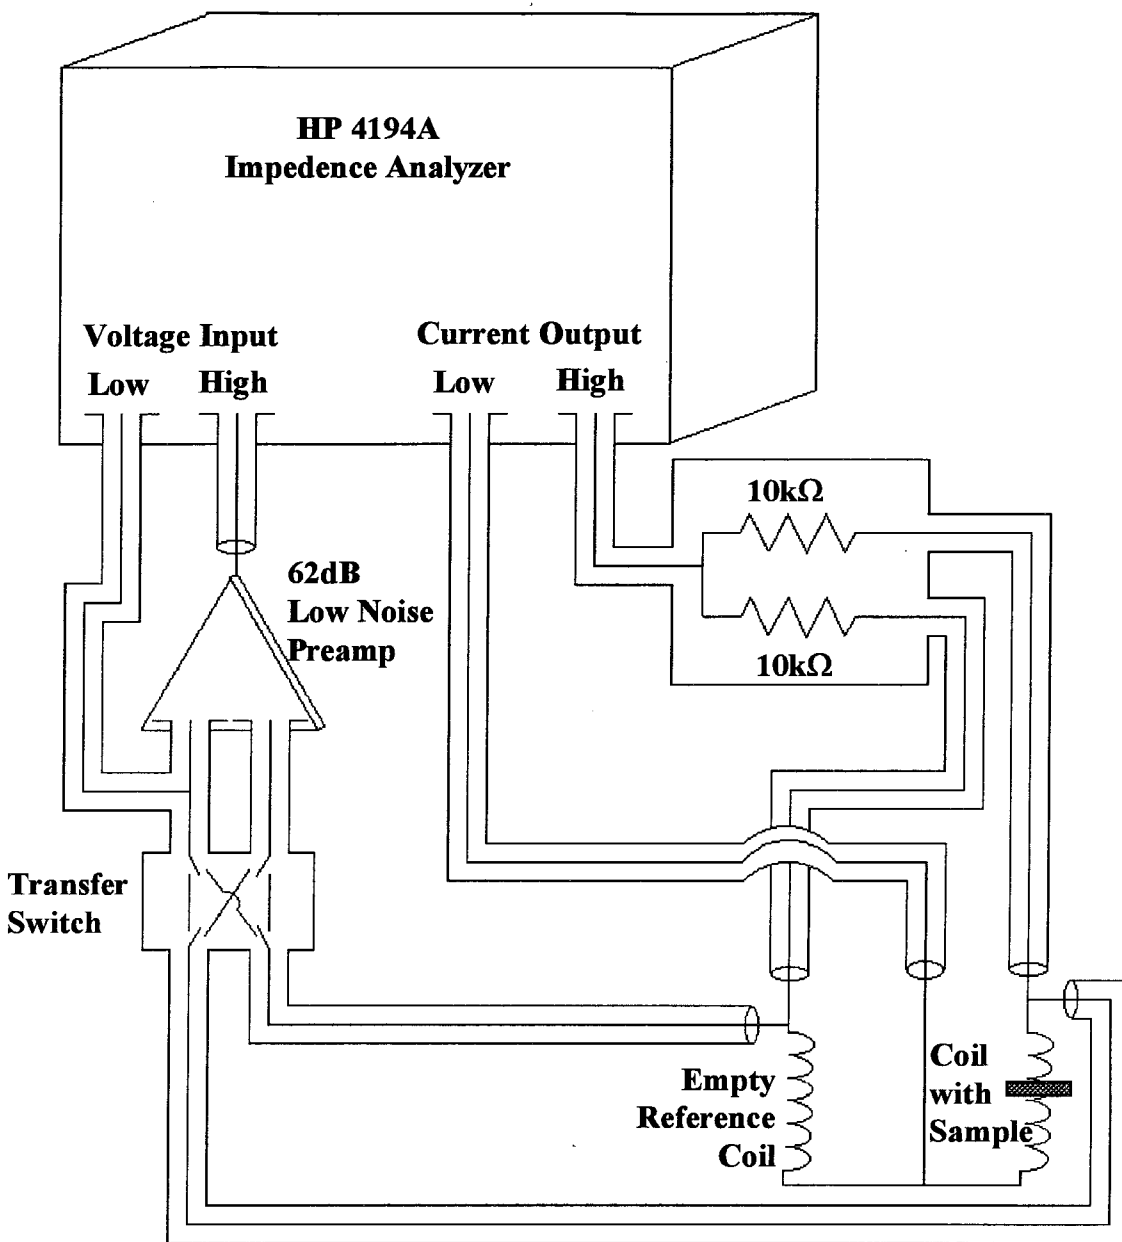 HP 4194A
Impedence Analyzer
Voltage Input
Current Output
Low
High
Low
High
10kΩ
62dB
Low Noise
Preamp
10kΩ
Transfer
Switch
Empty
Reference
Coil
Coil
with
Sample